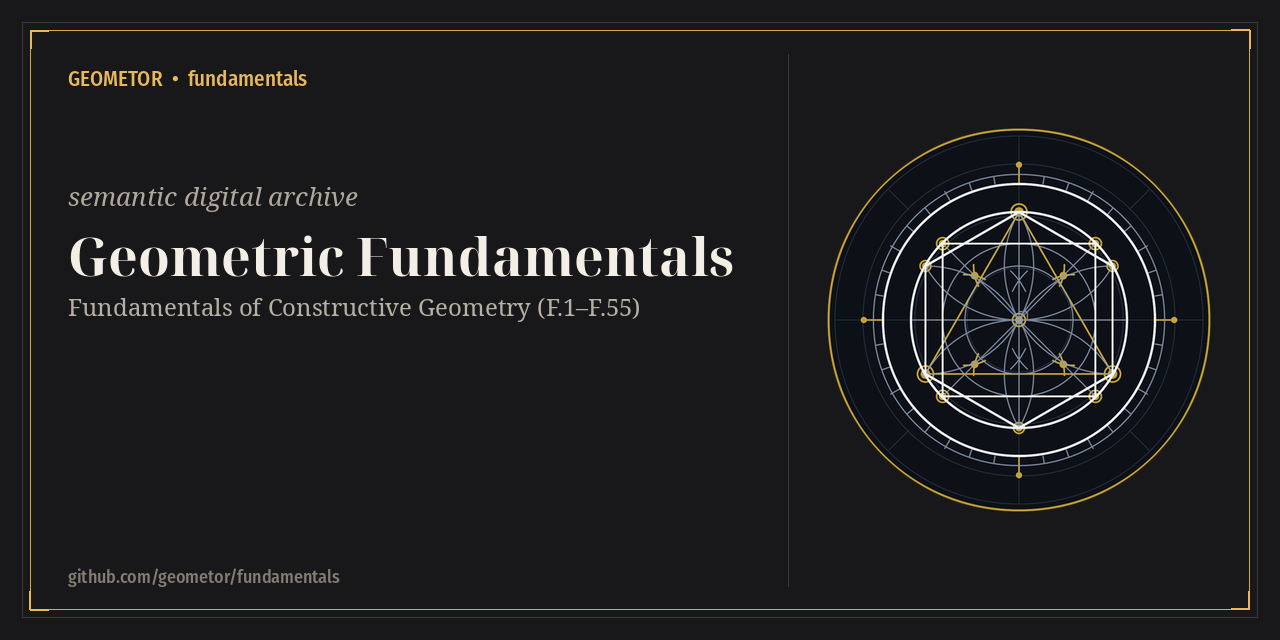 GEOMETOR • fundamentals
semantic digital archive
Geometric Fundamentals
Fundamentals of Constructive Geometry (F.1–F.55)
github.com/geometor/fundamentals